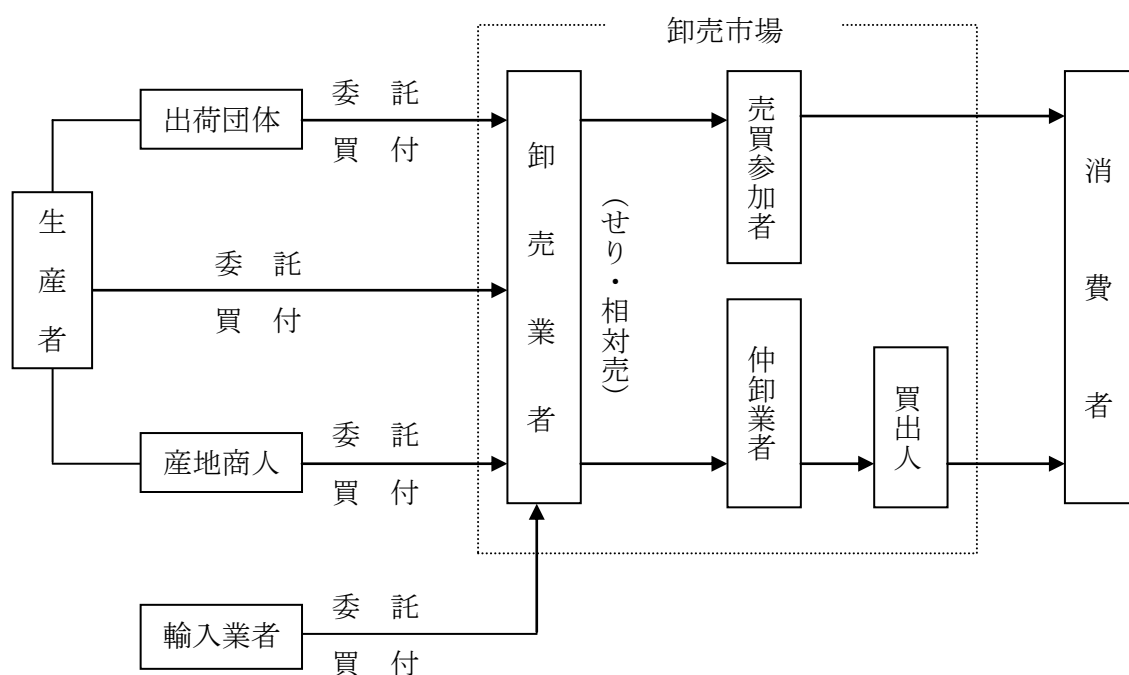 卸売市場
出荷団体
委 託
買 付
生産者
委 託
買 付
産地商人
委 託
買 付
輸入業者
委 託
買 付
卸売業者
（せり・相対売）
売買参加者
仲卸業者
買出人
消費者